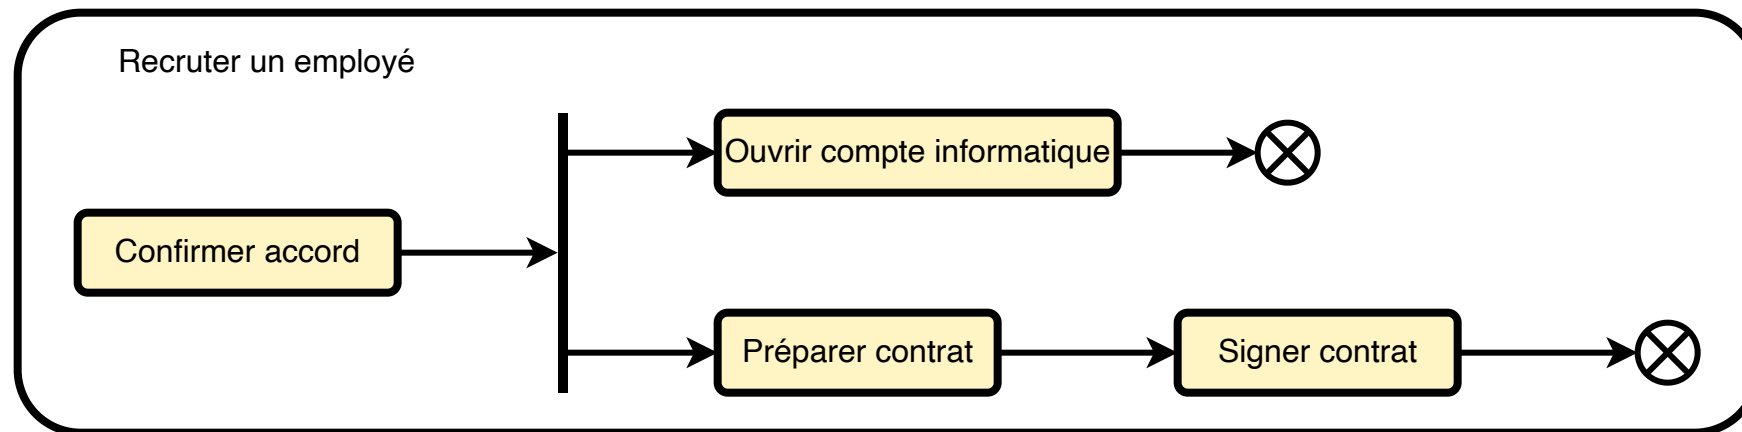 Recruter un employé
Ouvrir compte informatique
Confirmer accord
Préparer contrat
Signer contrat